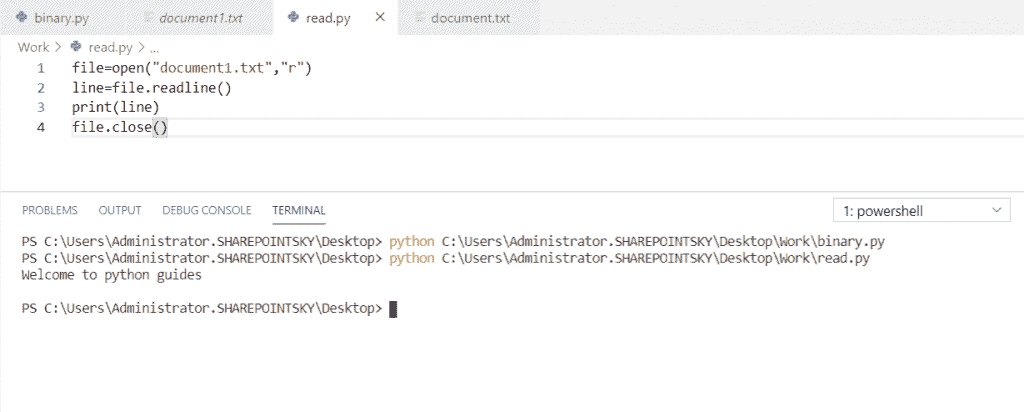 binary.py document1.txt read.py × document.txt
Work > read.py > ...
1 file=open("document1.txt","r")
2 line=file.readline()
3 print(line)
4 file.close()
PROBLEMS OUTPUT DEBUG CONSOLE TERMINAL 1: powershell
PS C:\Users\Administrator.SHAREPOINTSKY\Desktop> python C:\Users\Administrator.SHAREPOINTSKY\Desktop\Work\binary.py
PS C:\Users\Administrator.SHAREPOINTSKY\Desktop> python C:\Users\Administrator.SHAREPOINTSKY\Desktop\Work\read.py
Welcome to python guides
PS C:\Users\Administrator.SHAREPOINTSKY\Desktop>